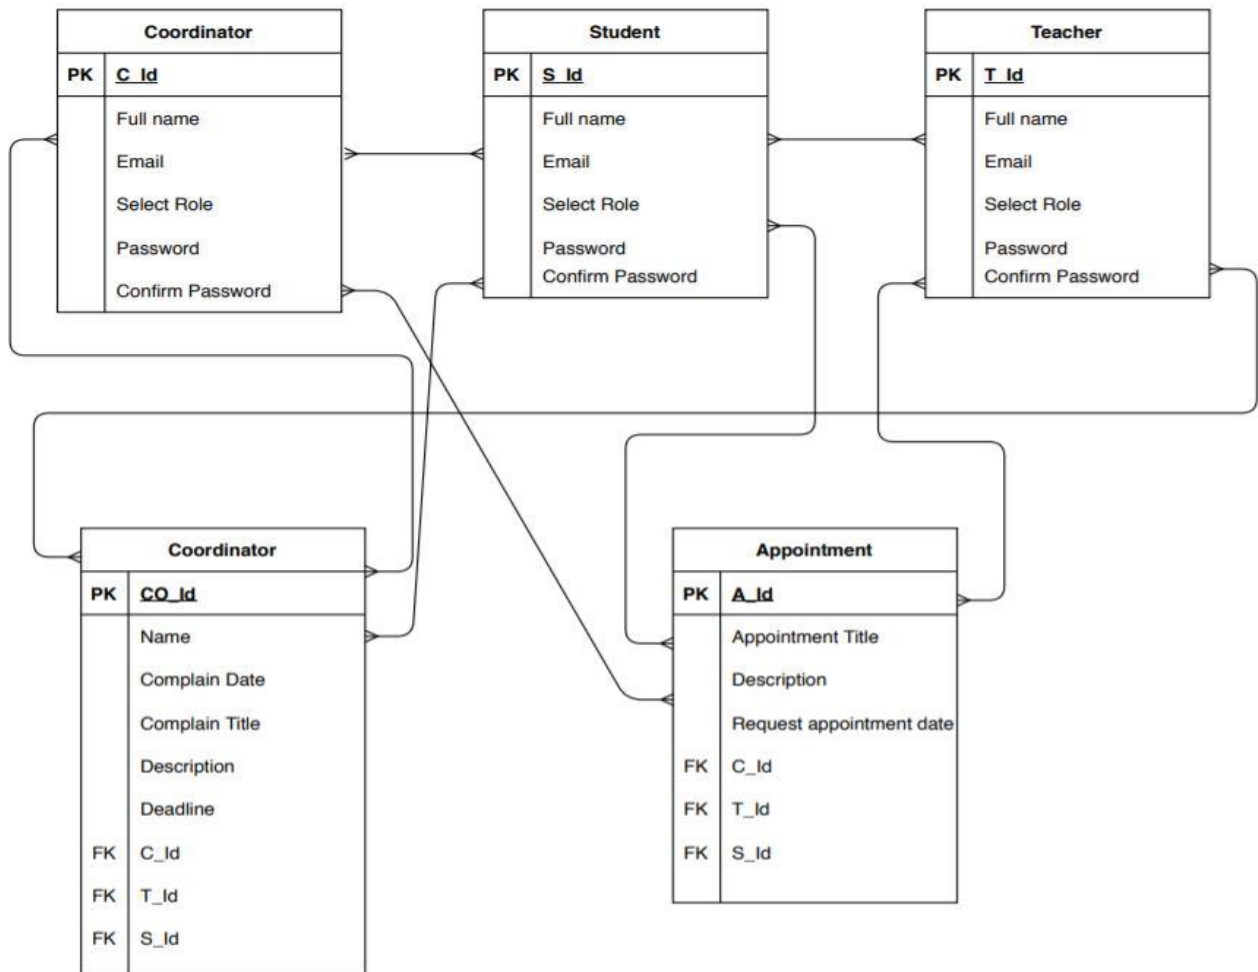 Coordinator
PK C_Id
Full name
Email
Select Role
Password
Confirm Password
Student
PK S_Id
Full name
Email
Select Role
Password
Confirm Password
Teacher
PK T_Id
Full name
Email
Select Role
Password
Confirm Password
Coordinator
PK CO_Id
Name
Complain Date
Complain Title
Description
Deadline
FK C_Id
FK T_Id
FK S_Id
Appointment
PK A_Id
Appointment Title
Description
Request appointment date
FK C_Id
FK T_Id
FK S_Id